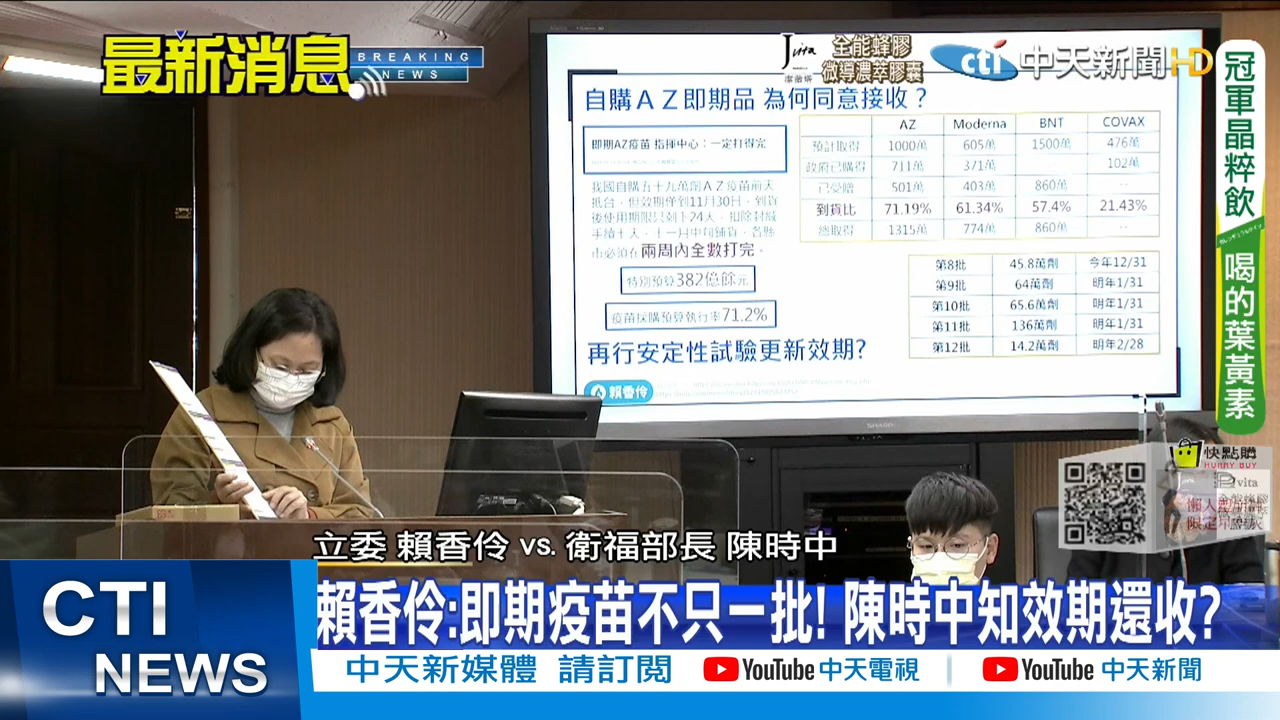 最新消息
BREAKING
NEWS
Jvita
全能蜂膠
微導濃萃膠囊
cti 中天新聞HD
冠軍晶粹飲
喝的葉黃素
自購AZ即期品 為何同意接收?
即期AZ疫苗 指揮中心:一定打得完
我國自購五十九萬劑AZ疫苗前天
抵台,但效期僅到11月30日,到貨
後使用期限只剩下24天,扣除封緘
手續十天,十一月中旬鋪貨,各縣
市必須在兩周內全數打完。
特別預算382億餘元
疫苗採購預算執行率71.2%
再行安定性試驗更新效期?
賴香伶
AZ Moderna BNT COVAX
預計取得 1000萬 605萬 1500萬 476萬
政府已購得 711萬 371萬 102萬
已受贈 501萬 403萬 860萬 --
到貨比 71.19% 61.34% 57.4% 21.43%
總取得 1315萬 774萬 860萬 --
第8批 45.8萬劑 今年12/31
第9批 64萬劑 明年1/31
第10批 65.6萬劑 明年1/31
第11批 136萬劑 明年1/31
第12批 14.2萬劑 明年2/28
SHARP
快點購
HURRY BUY
vita
立委 賴香伶 vs. 衛福部長 陳時中
賴香伶:即期疫苗不只一批! 陳時中知效期還收?
CTI
NEWS
中天新媒體 請訂閱 YouTube 中天電視 YouTube 中天新聞